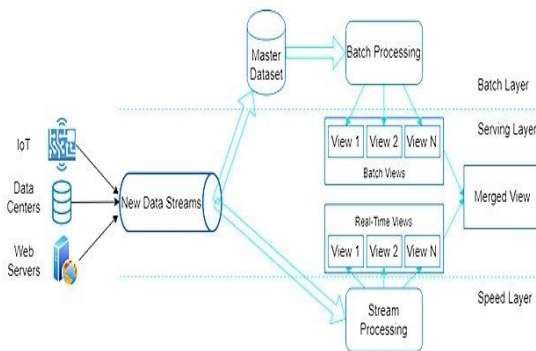 Master
Dataset
Batch Processing
Batch Layer
Serving Layer
IoT
View 1
View 2
View N
Batch Views
Data
Centers
New Data Streams
Merged View
Real-Time Views
Web
Servers
View 1
View 2
View N
Speed Layer
Stream
Processing